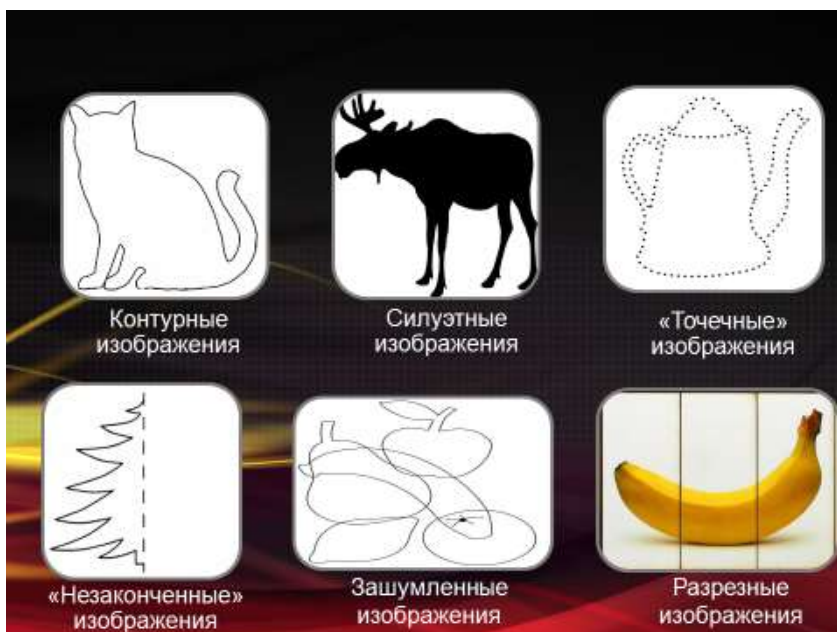 Контурные
изображения
Силуэтные
изображения
«Точечные»
изображения
«Незаконченные»
изображения
Зашумленные
изображения
Разрезные
изображения